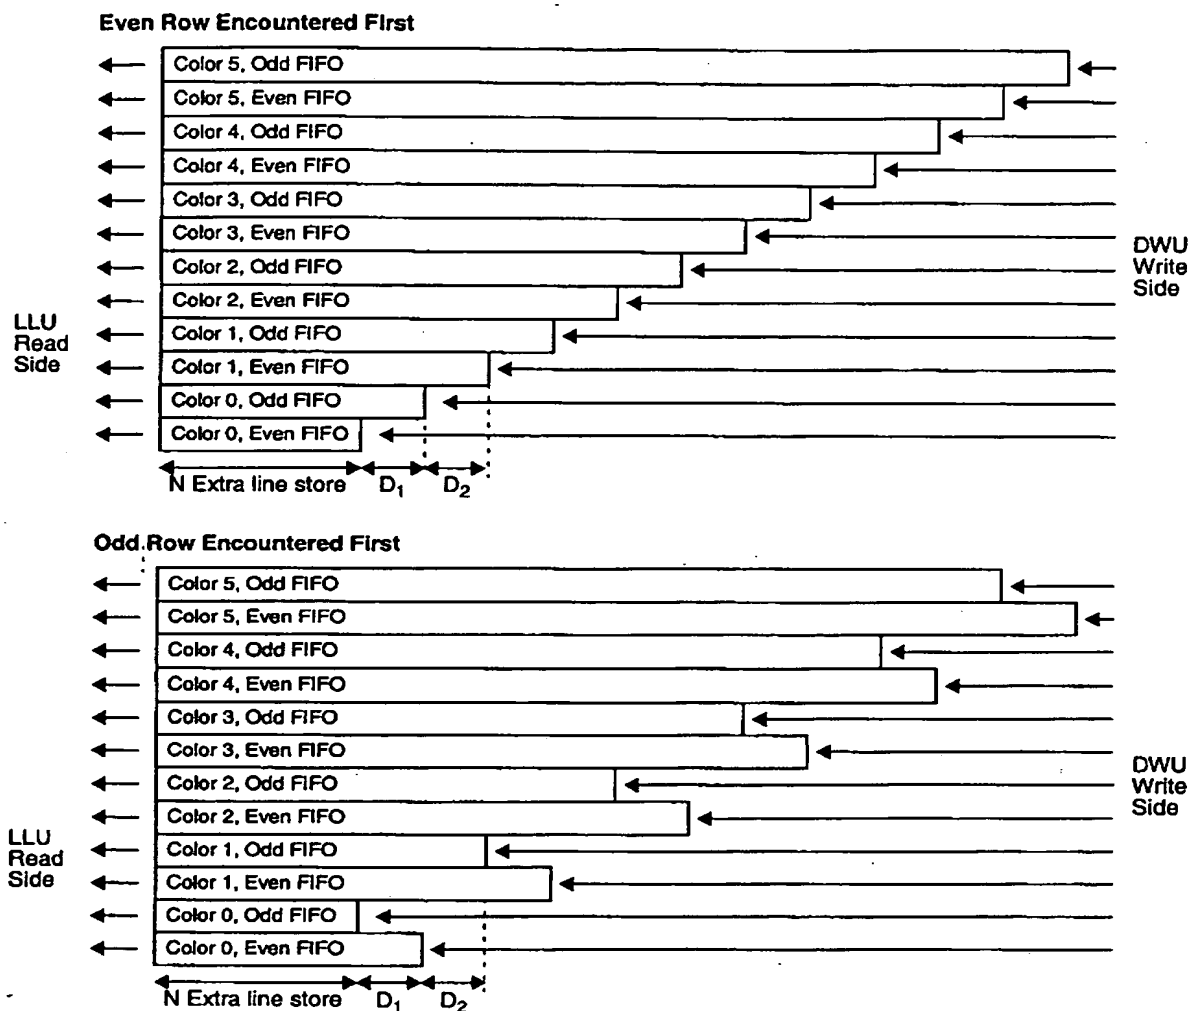 Even Row Encountered First
Color 5, Odd FIFO
Color 5, Even FIFO
Color 4, Odd FIFO
Color 4, Even FIFO
Color 3, Odd FIFO
Color 3, Even FIFO
Color 2, Odd FIFO
Color 2, Even FIFO
Color 1, Odd FIFO
Color 1, Even FIFO
Color 0, Odd FIFO
Color 0, Even FIFO
LLU
Read
Side
DWU
Write
Side
N Extra line store D₁ D₂
Odd Row Encountered First
Color 5, Odd FIFO
Color 5, Even FIFO
Color 4, Odd FIFO
Color 4, Even FIFO
Color 3, Odd FIFO
Color 3, Even FIFO
Color 2, Odd FIFO
Color 2, Even FIFO
Color 1, Odd FIFO
Color 1, Even FIFO
Color 0, Odd FIFO
Color 0, Even FIFO
LLU
Read
Side
DWU
Write
Side
N Extra line store D₁ D₂